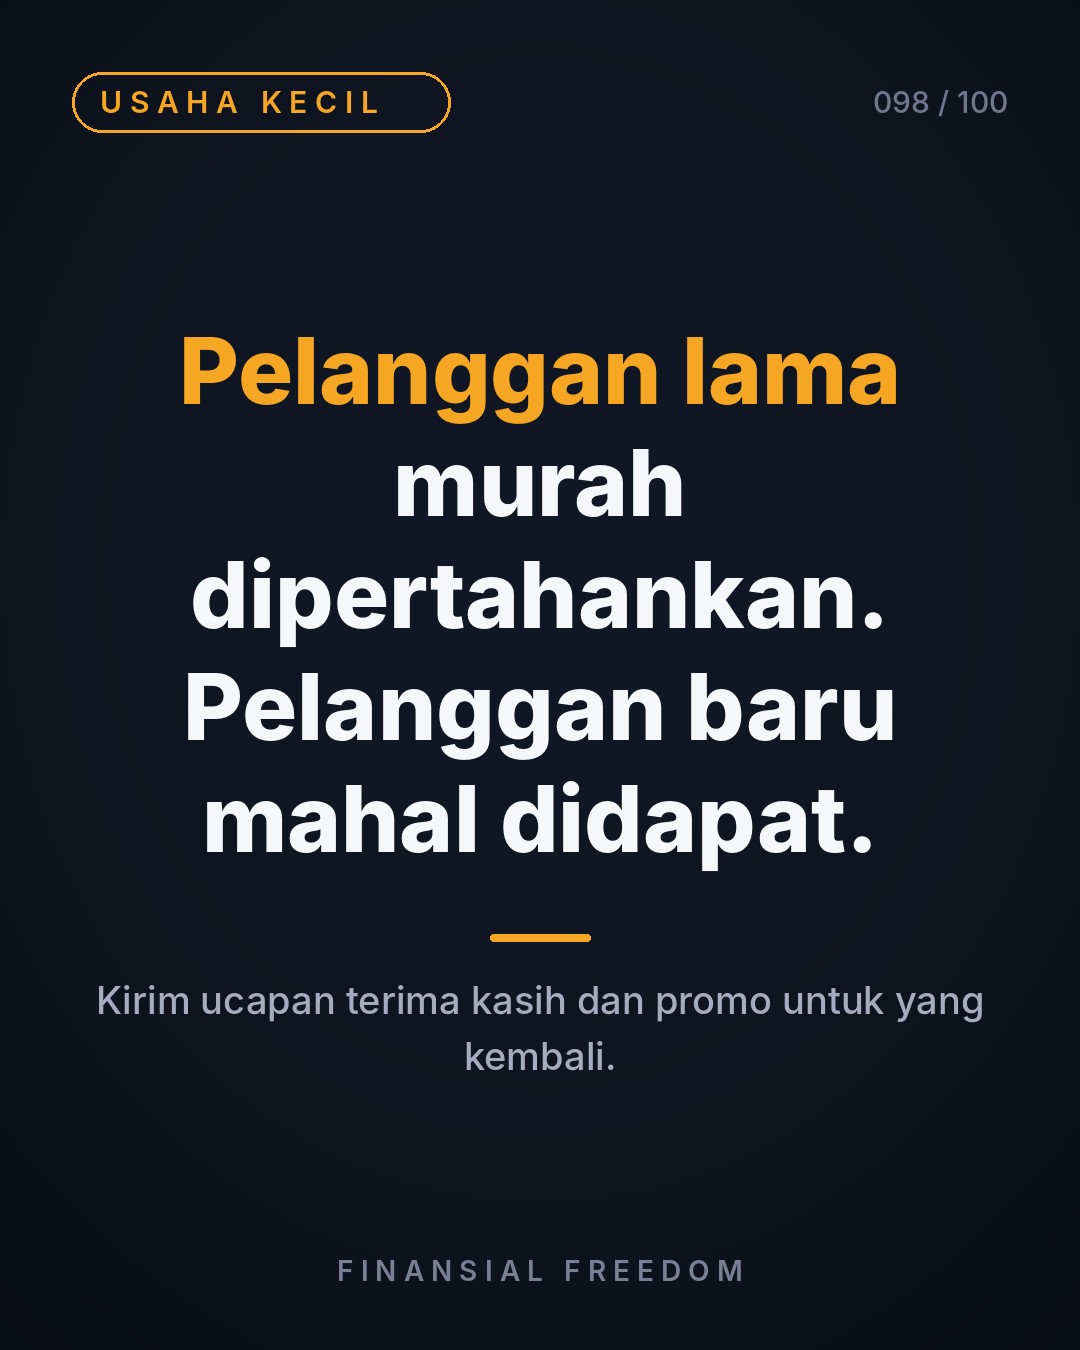 USAHA KECIL
098 / 100
Pelanggan lama
murah
dipertahankan.
Pelanggan baru
mahal didapat.
Kirim ucapan terima kasih dan promo untuk yang
kembali.
FINANSIAL FREEDOM